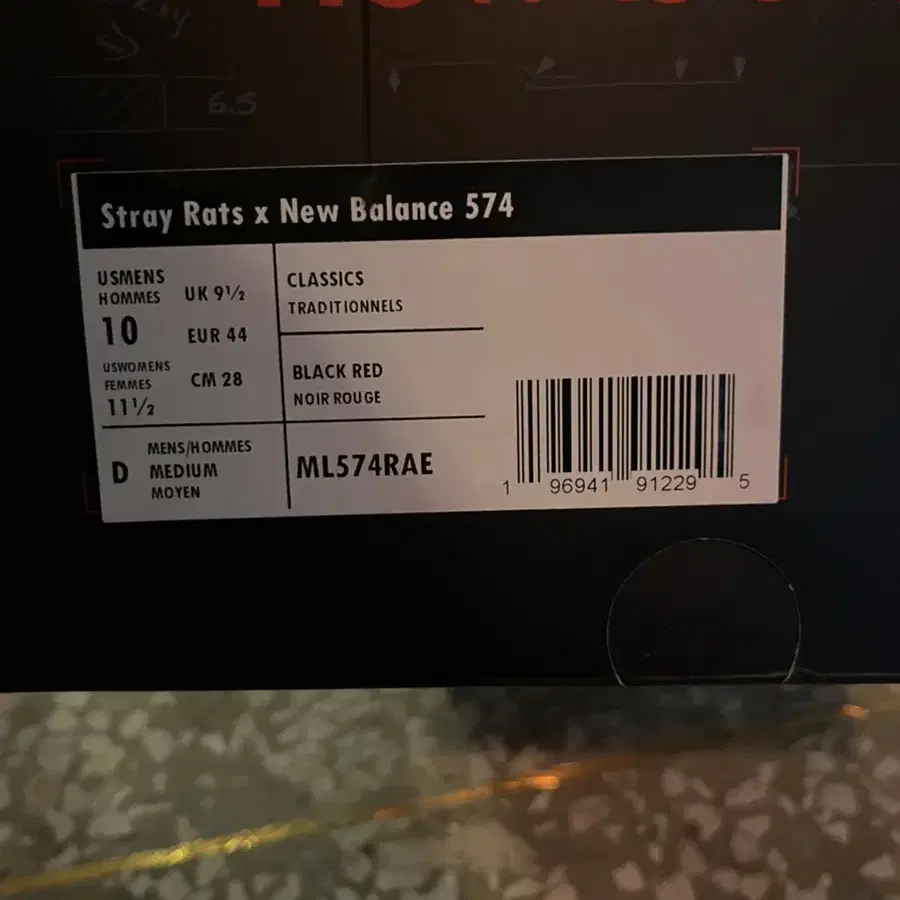 6.5
Stray Rats x New Balance 574
USMENS
HOMMES
10
UK 9½
EUR 44
USWOMENS
FEMMES
11½
CM 28
CLASSICS
TRADITIONNELS
BLACK RED
NOIR ROUGE
D
MENS/HOMMES
MEDIUM
MOYEN
ML574RAE
1 96941 91229 5